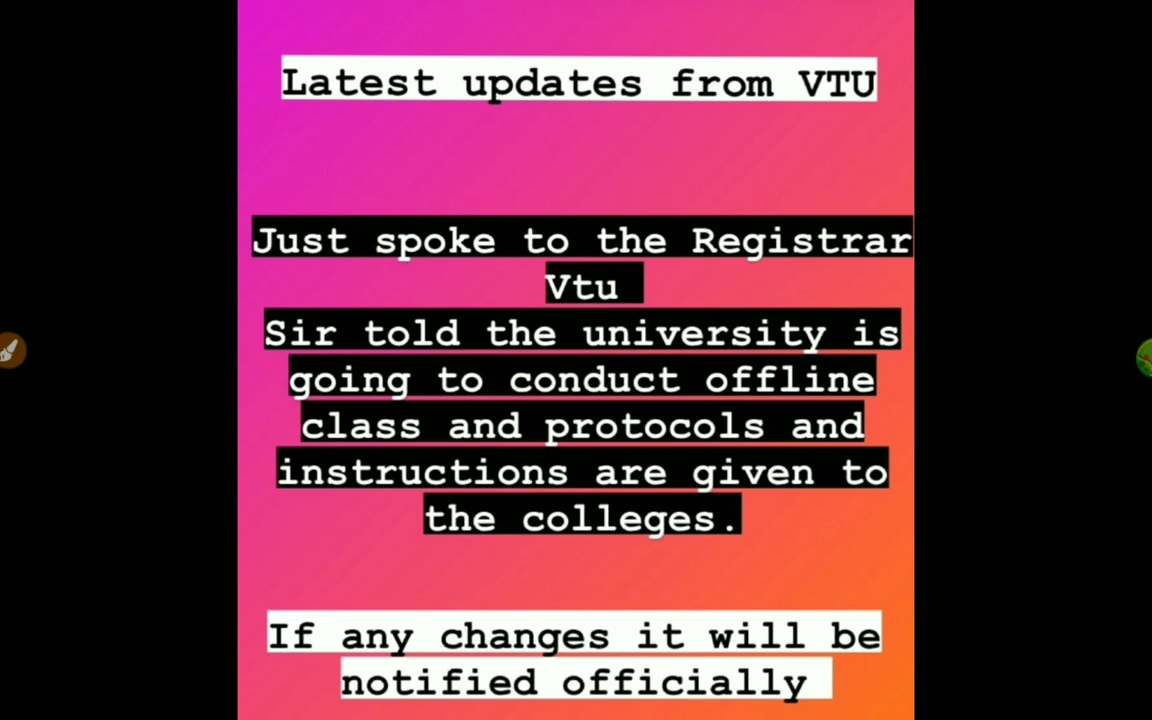 Latest updates from VTU
Just spoke to the Registrar
Vtu
Sir told the university is
going to conduct offline
class and protocols and
instructions are given to
the colleges.
If any changes it will be
notified officially